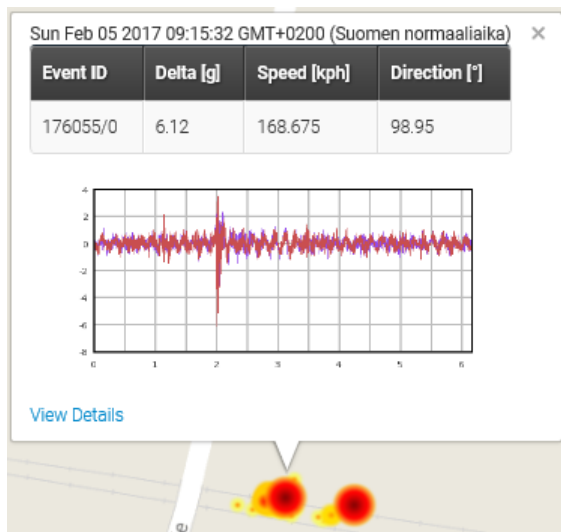 Sun Feb 05 2017 09:15:32 GMT+0200 (Suomen normaaliaika) ×
Event ID Delta [g] Speed [kph] Direction [°]
176055/0 6.12 168.675 98.95
4
2
0
-2
-4
-6
-8
0 1 2 3 4 5 6
View Details
e